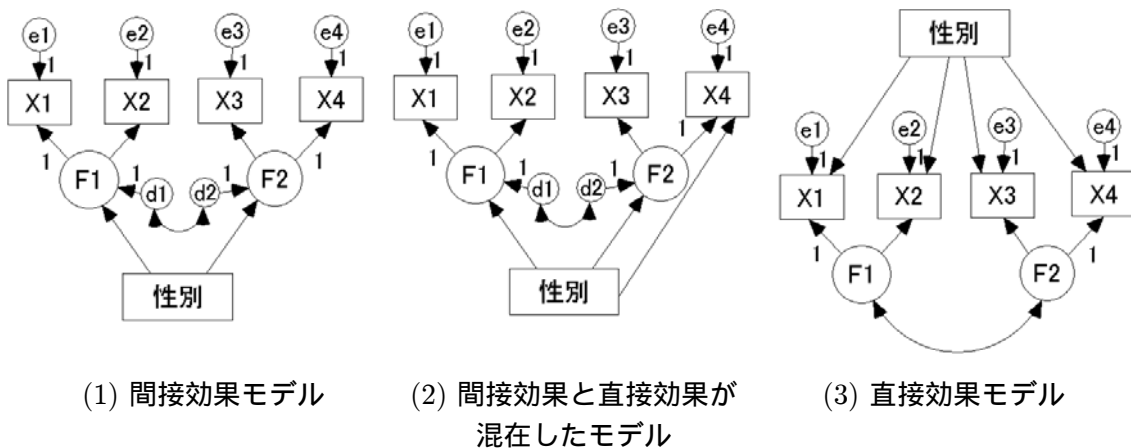 e1 e2 e3 e4
1 1 1 1
X1 X2 X3 X4
1 1
F1 1 d1 d2 1 F2
性別
(1) 間接効果モデル
e1 e2 e3 e4
1 1 1 1
X1 X2 X3 X4
1 1
F1 1 d1 d2 1 F2
性別
(2) 間接効果と直接効果が
混在したモデル
性別
e1 e2 e3 e4
1 1 1 1
X1 X2 X3 X4
1 1
F1 F2
(3) 直接効果モデル